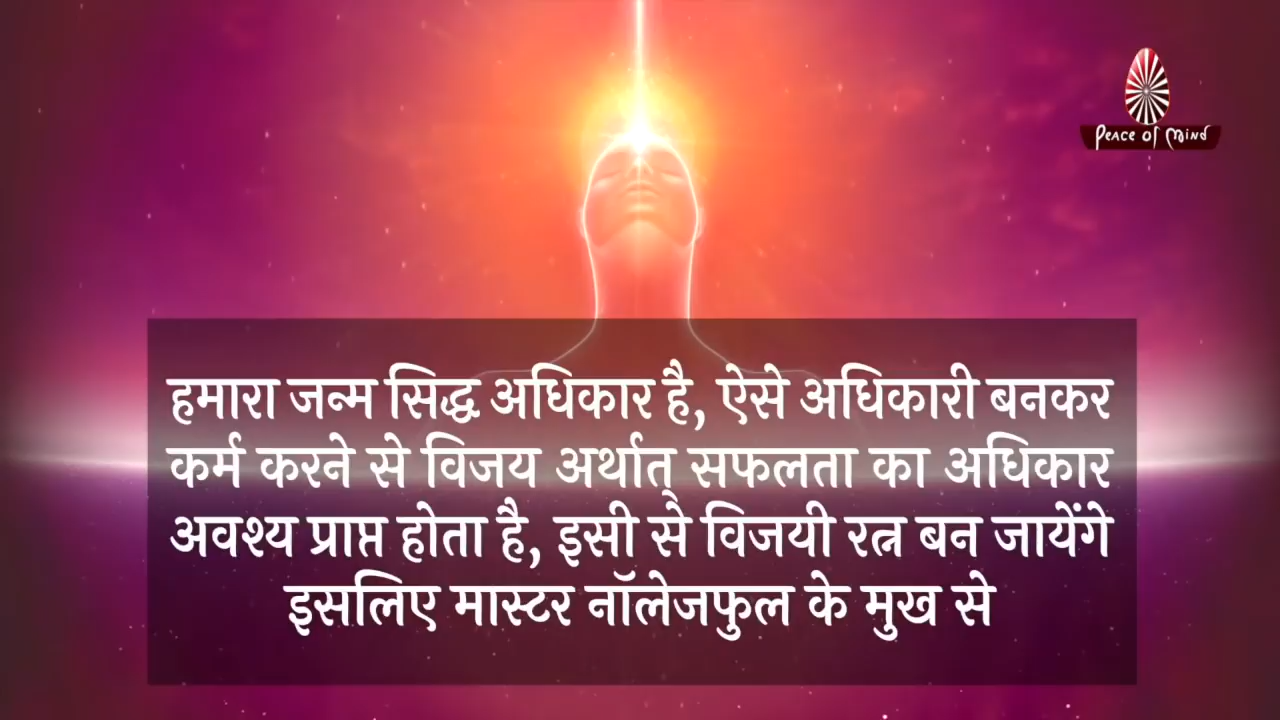 Peace of Mind
हमारा जन्म सिद्ध अधिकार है, ऐसे अधिकारी बनकर
कर्म करने से विजय अर्थात् सफलता का अधिकार
अवश्य प्राप्त होता है, इसी से विजयी रत्न बन जायेंगे
इसलिए मास्टर नॉलेजफुल के मुख से